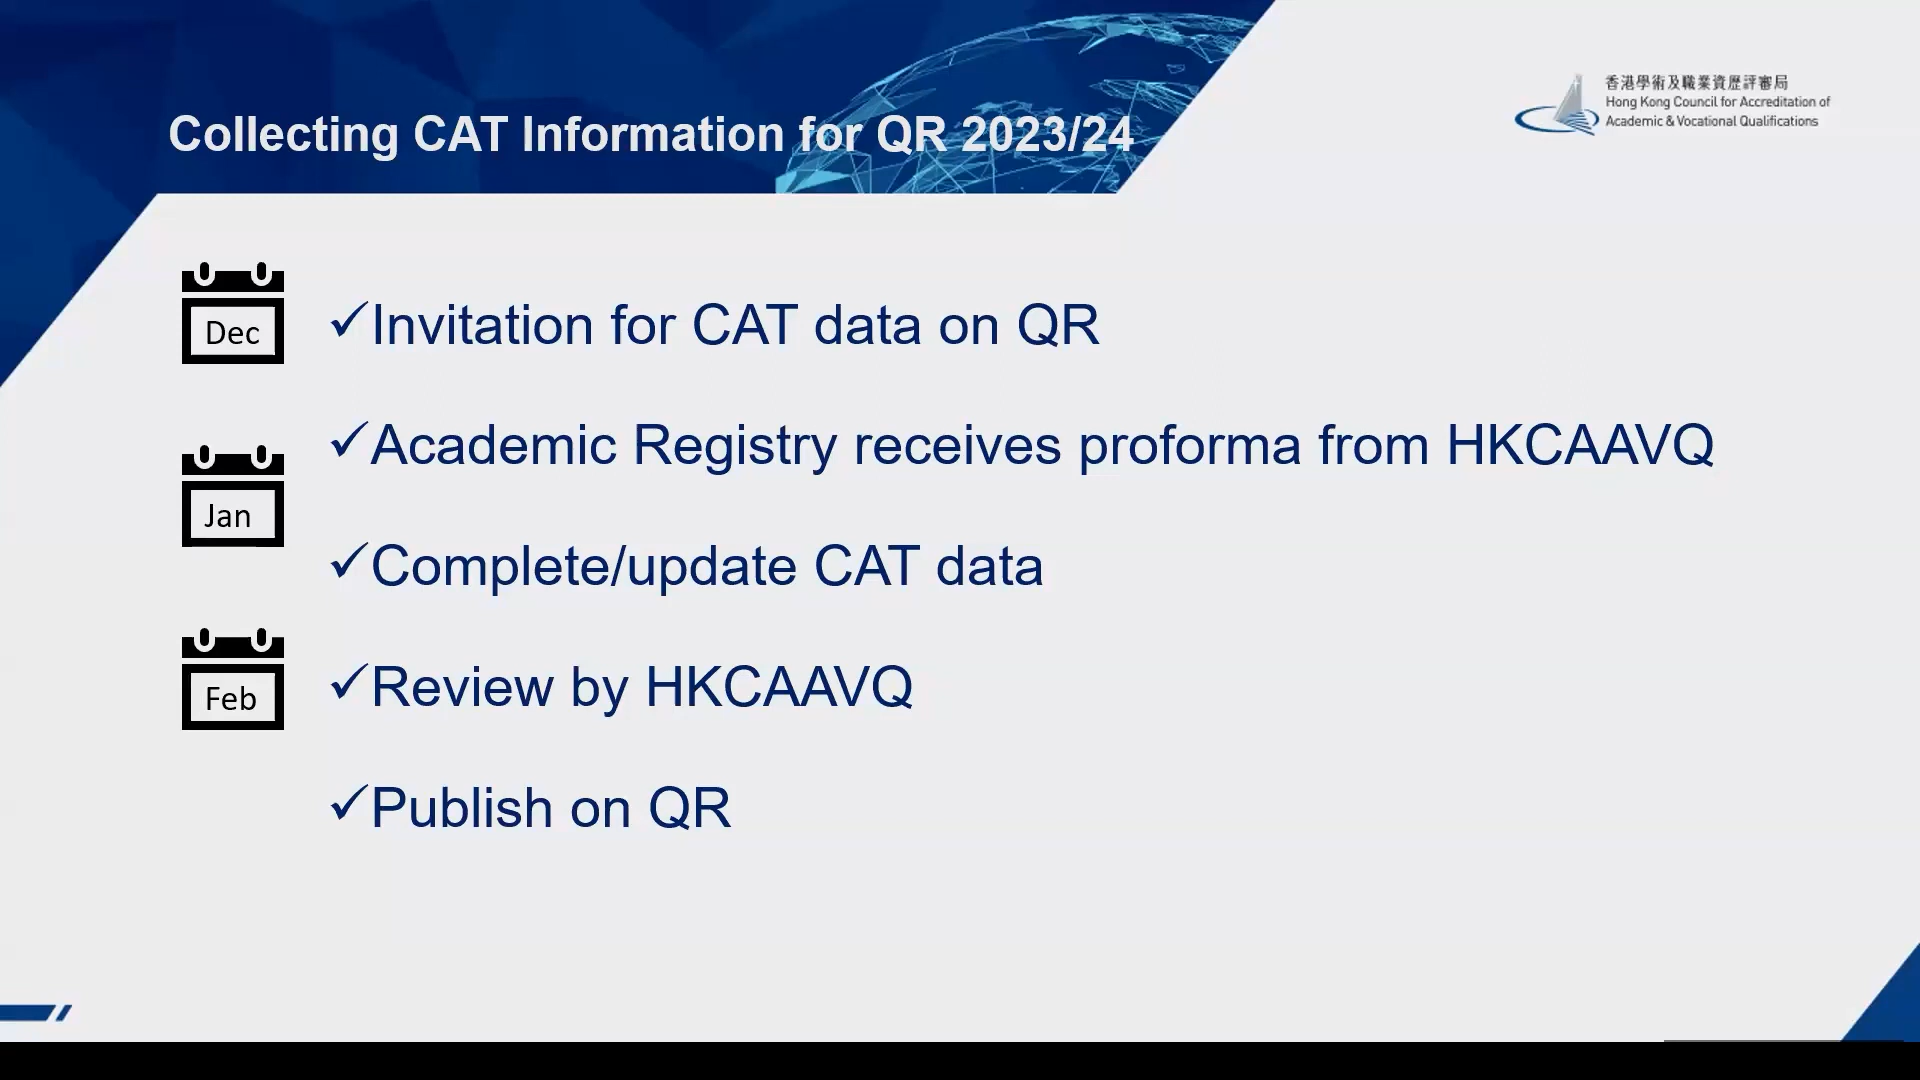 香港學術及職業資歷評審局
Hong Kong Council for Accreditation of
Academic & Vocational Qualifications
Collecting CAT Information for QR 2023/24
Dec
✓Invitation for CAT data on QR
✓Academic Registry receives proforma from HKCAAVQ
Jan
✓Complete/update CAT data
Feb
✓Review by HKCAAVQ
✓Publish on QR